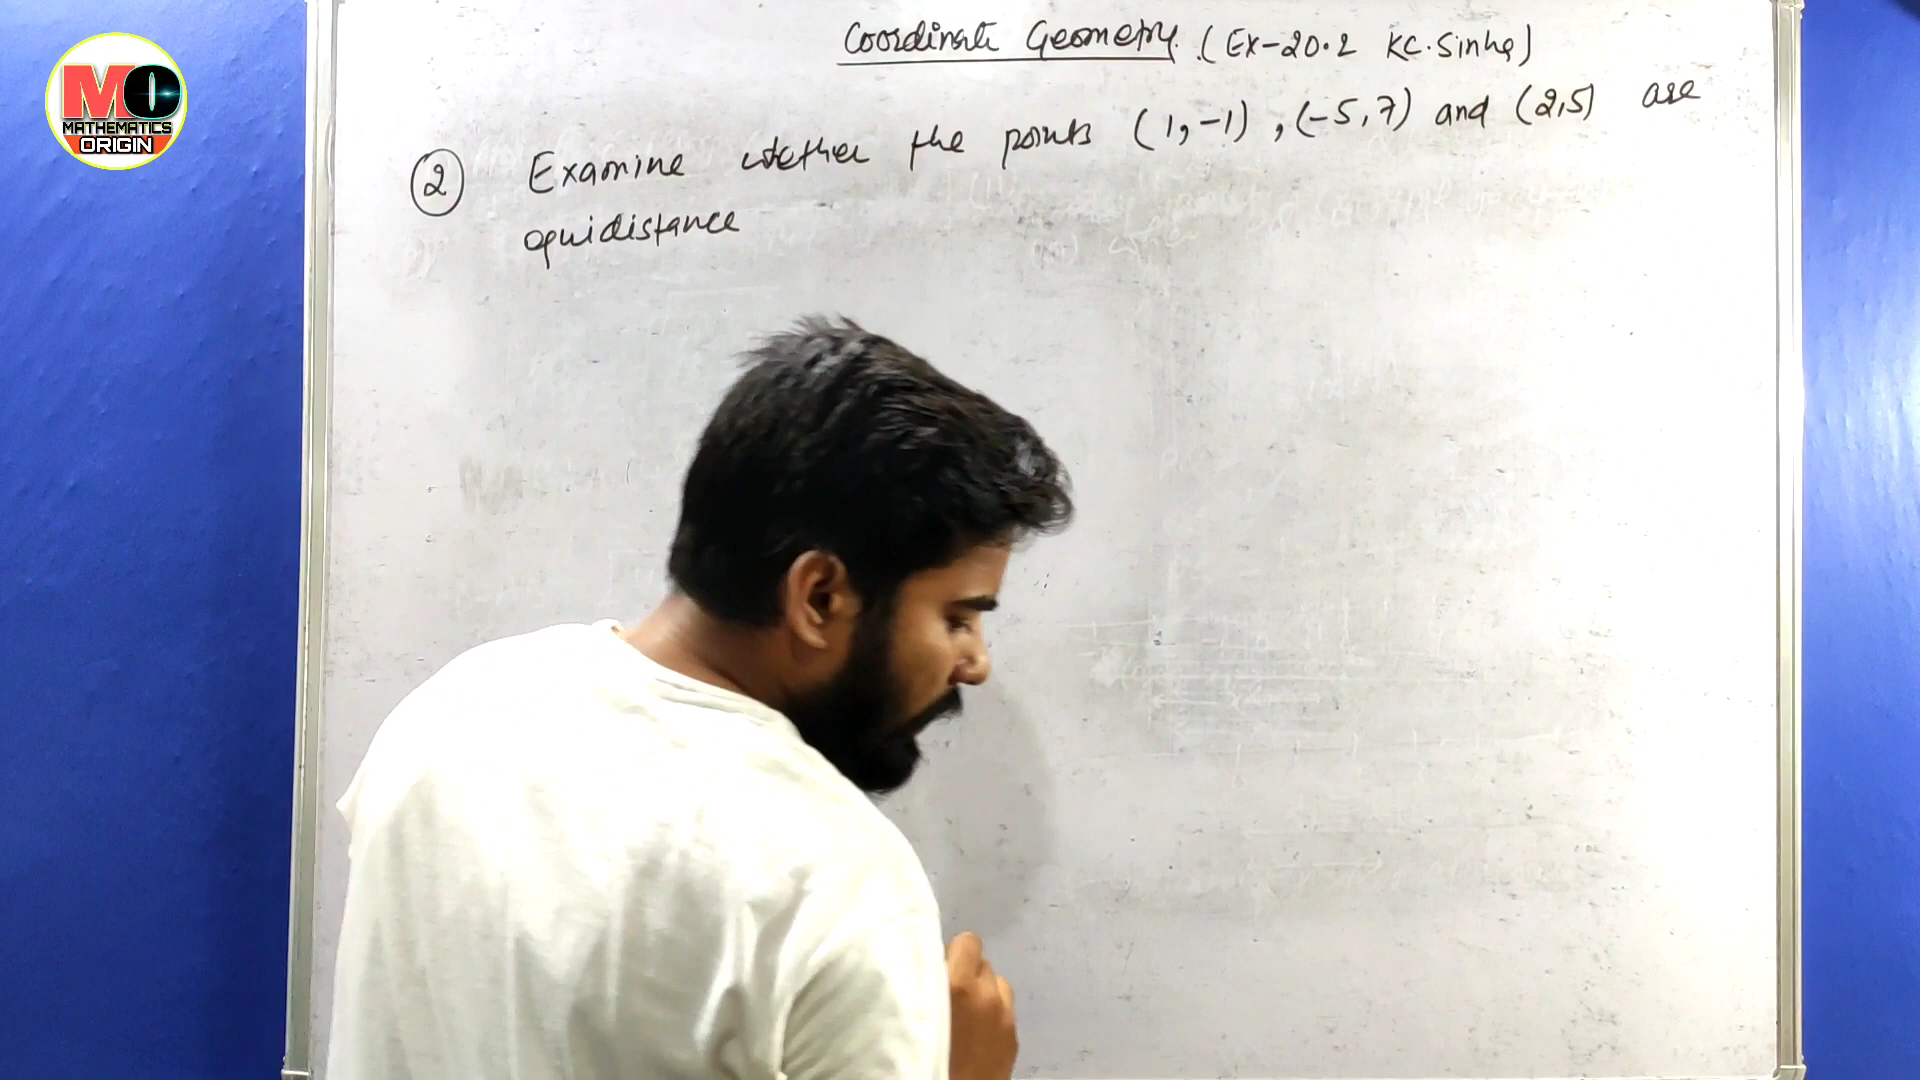 MO
MATHEMATICS
ORIGIN
Coordinate Geometry. (Ex-20.2 KC.Sinha)
② Examine whether the points (1,-1), (-5,7) and (2,5) are
equidistance